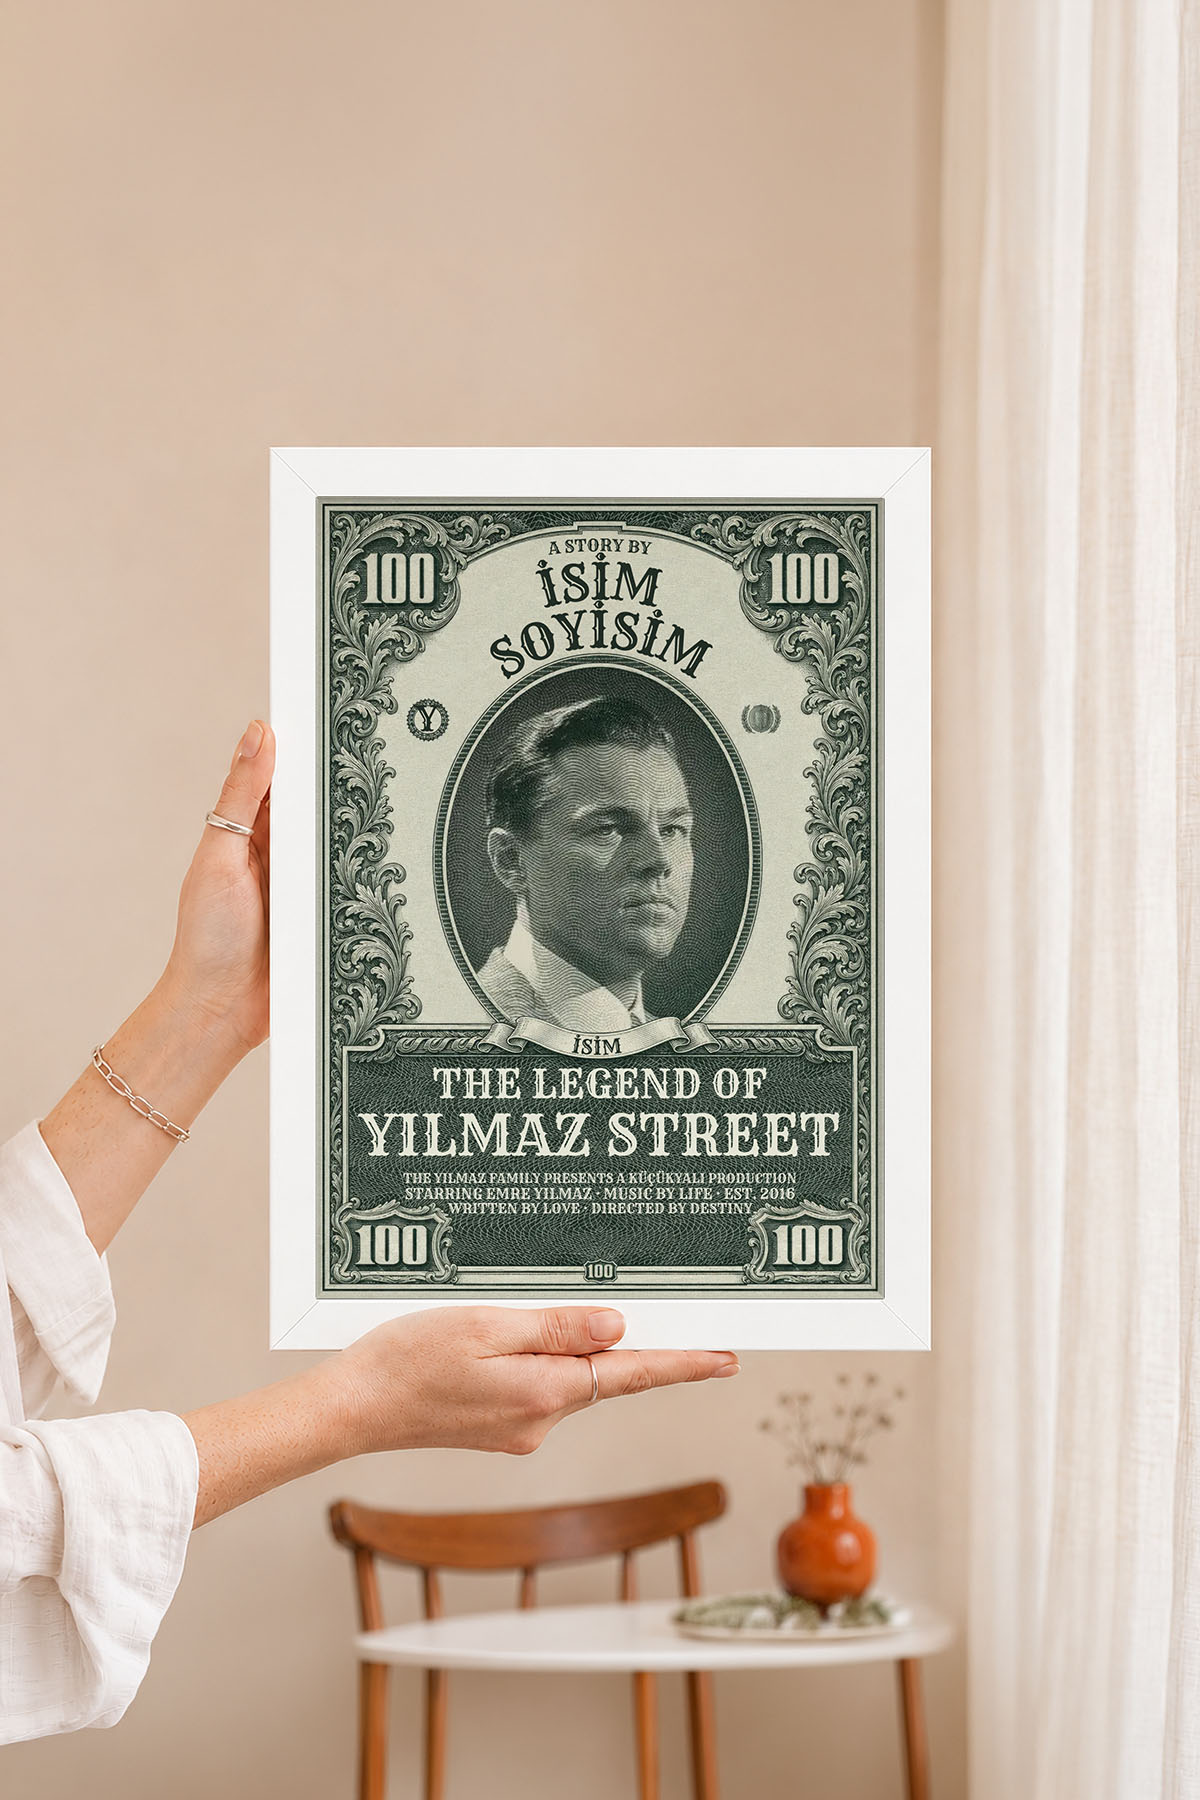 100
100
A STORY BY
İSİM
SOYİSİM
Y
İSİM
THE LEGEND OF
YILMAZ STREET
THE YILMAZ FAMILY PRESENTS A KÜÇÜKYALI PRODUCTION
STARRING EMRE YILMAZ · MUSIC BY LIFE · EST. 2016
WRITTEN BY LOVE · DIRECTED BY DESTINY
100
100
100